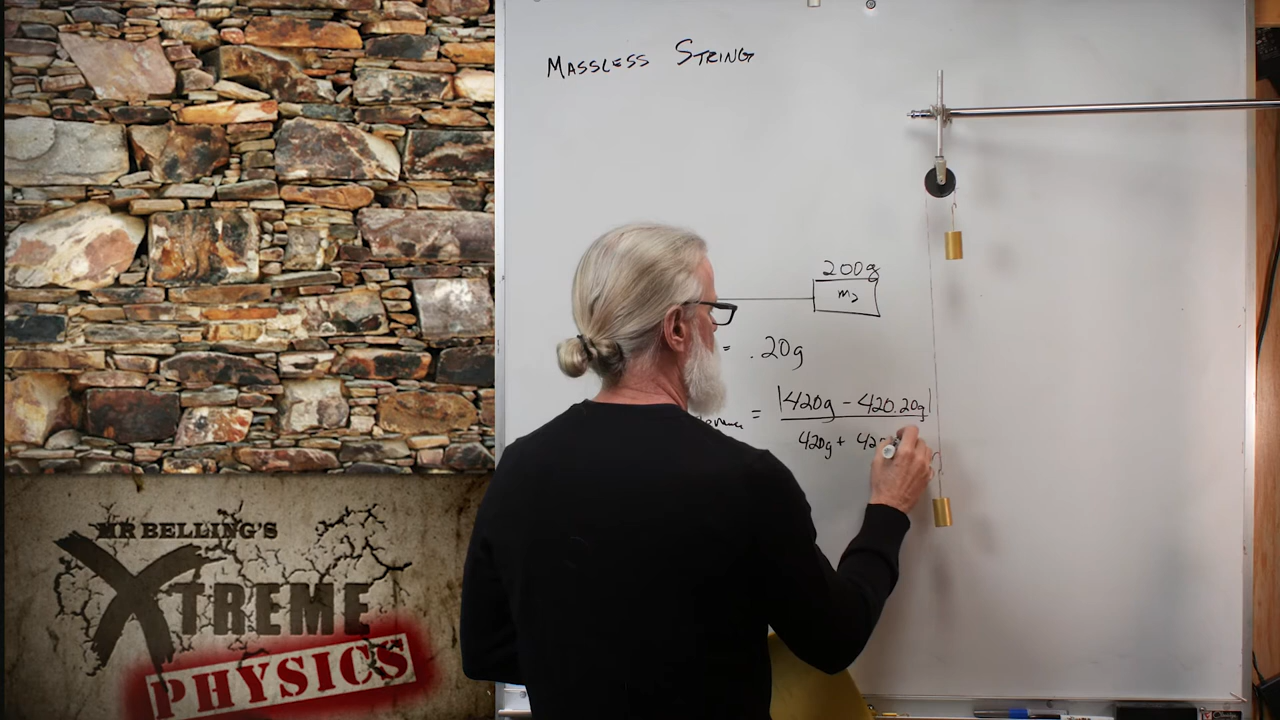 MASSLESS STRING
200g
m2
= .20g
= |420g - 420.20g|
420g + 42
MR BELLING'S
XTREME
PHYSICS